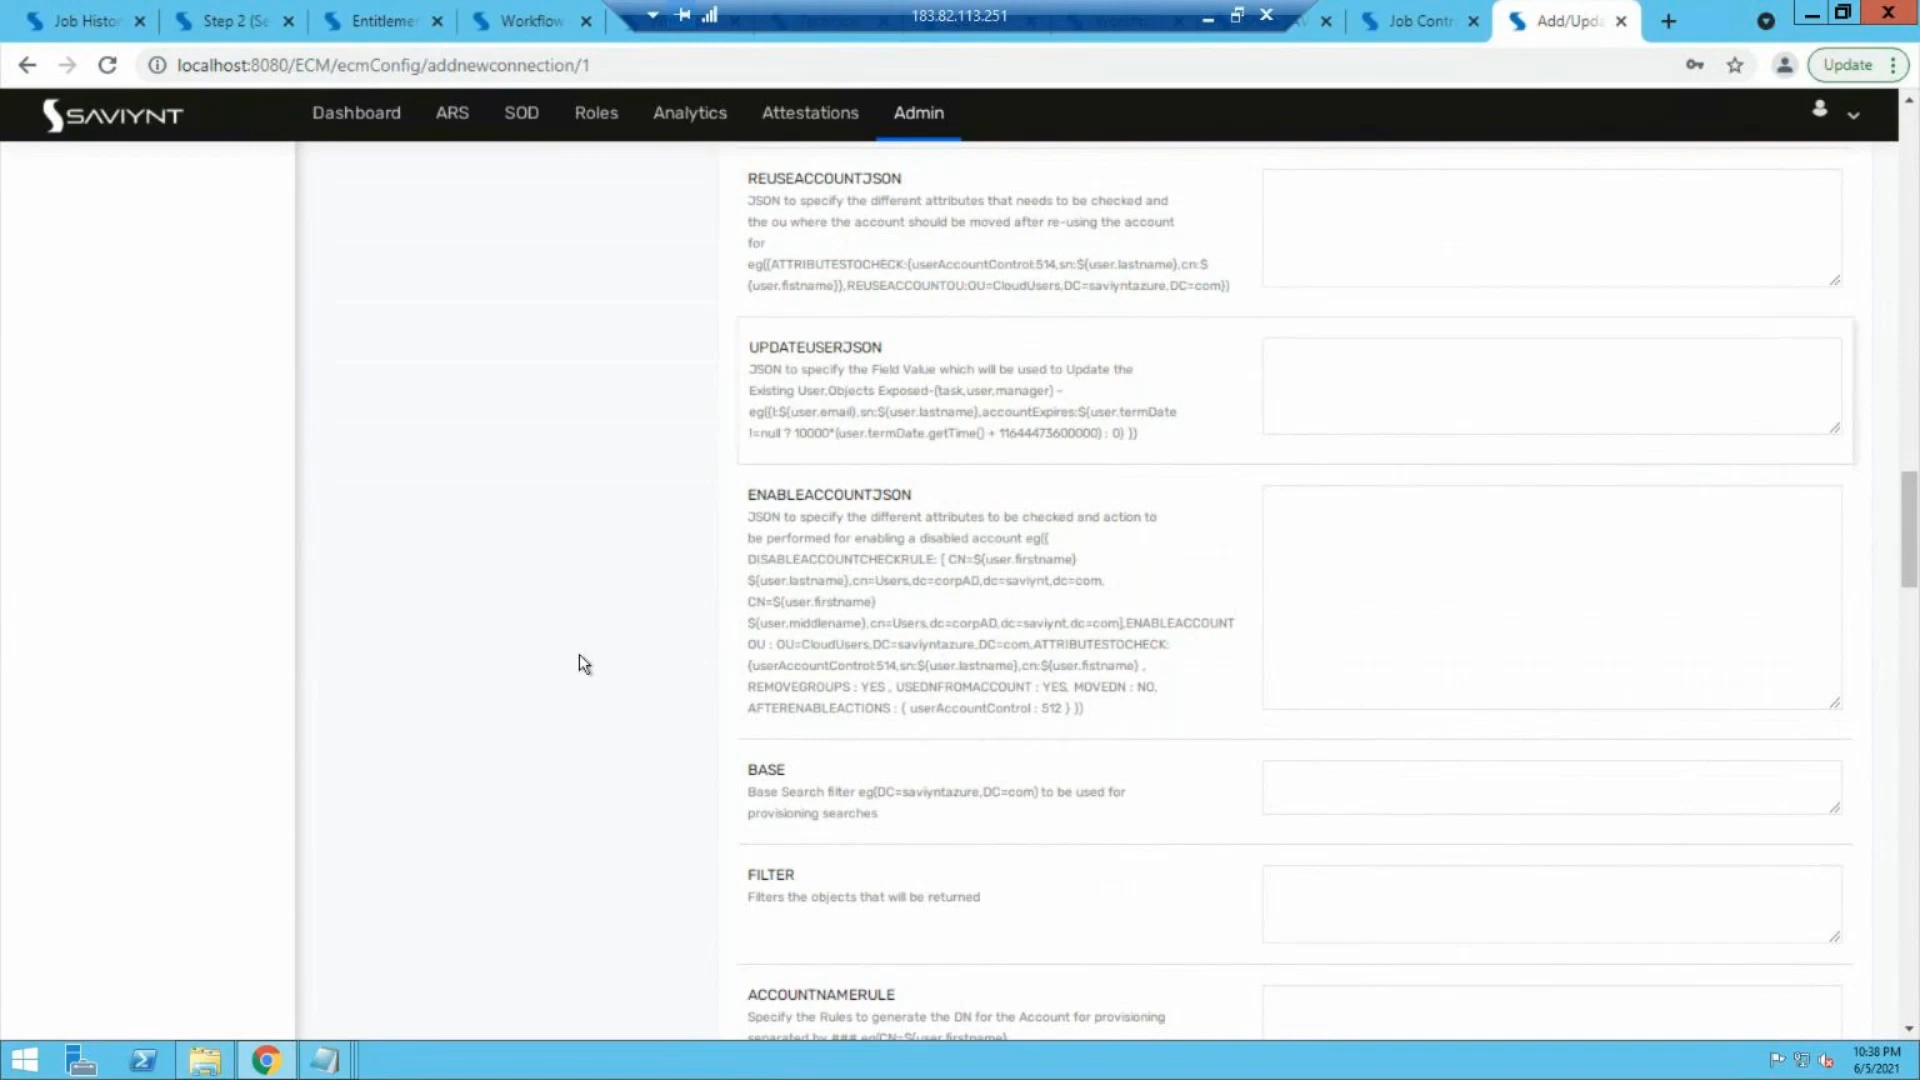 Job Histo
Step 2 (Se
Entitleme
Workflow
183.82.113.251
Job Contr
Add/Upda
localhost:8080/ECM/ecmConfig/addnewconnection/1
Update
SAVIYNT
Dashboard
ARS
SOD
Roles
Analytics
Attestations
Admin
REUSEACCOUNTJSON
JSON to specify the different attributes that needs to be checked and
the ou where the account should be moved after re-using the account
for
eg({ATTRIBUTESTOCHECK:{userAccountControl:514,sn:${user.lastname},cn:$
{user.fistname}},REUSEACCOUNTOU:OU=CloudUsers,DC=saviyntazure,DC=com})
UPDATEUSERJSON
JSON to specify the Field Value which will be used to Update the
Existing User,Objects Exposed-(task,user,manager) -
eg({l:${user.email},sn:${user.lastname},accountExpires:${user.termDate
!=null ? 10000*(user.termDate.getTime() + 11644473600000) : 0} })
ENABLEACCOUNTJSON
JSON to specify the different attributes to be checked and action to
be performed for enabling a disabled account eg({
DISABLEACCOUNTCHECKRULE: [ CN=${user.firstname}
${user.lastname},cn=Users,dc=corpAD,dc=saviynt,dc=com,
CN=${user.firstname}
${user.middlename},cn=Users,dc=corpAD,dc=saviynt,dc=com],ENABLEACCOUNT
OU : OU=CloudUsers,DC=saviyntazure,DC=com,ATTRIBUTESTOCHECK:
{userAccountControl:514,sn:${user.lastname},cn:${user.fistname} ,
REMOVEGROUPS : YES , USEDNFROMACCOUNT : YES, MOVEDN : NO,
AFTERENABLEACTIONS : { userAccountControl : 512 } })
BASE
Base Search filter eg(DC=saviyntazure,DC=com) to be used for
provisioning searches
FILTER
Filters the objects that will be returned
ACCOUNTNAMERULE
Specify the Rules to generate the DN for the Account for provisioning
separated by ### eg(CN=${user.firstname}
10:38 PM
6/5/2021